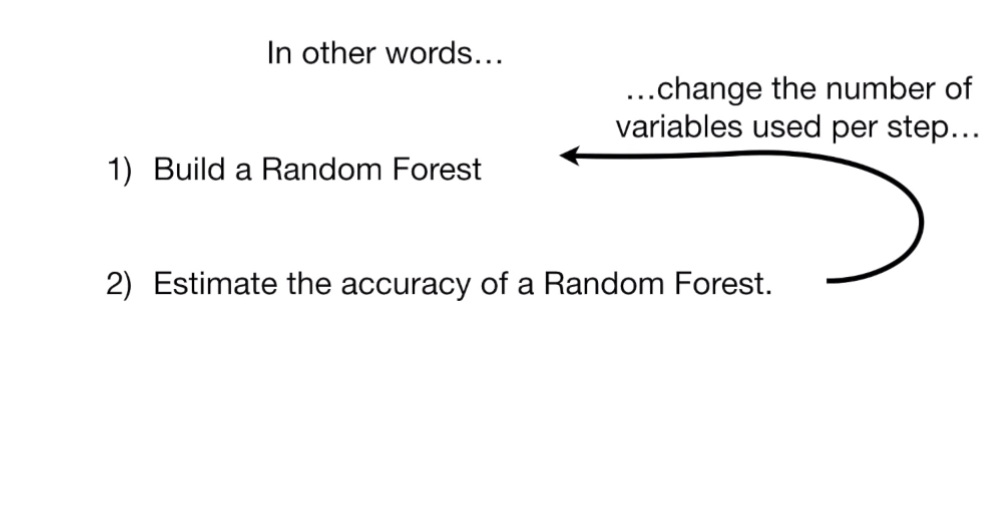 In other words…
…change the number of
variables used per step…
1) Build a Random Forest
2) Estimate the accuracy of a Random Forest.